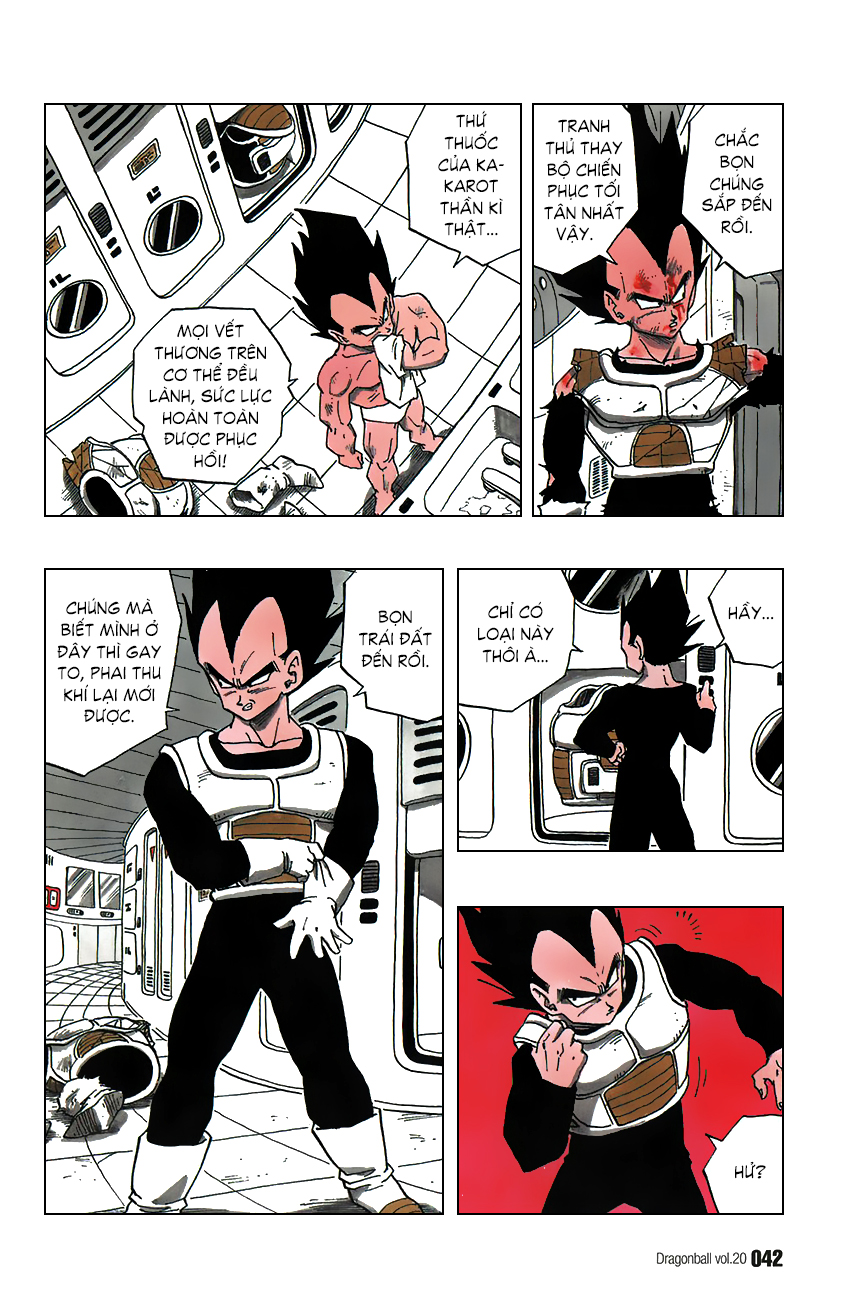 CHẮC
BỌN
CHÚNG
SẮP ĐẾN
RỒI.
TRANH
THỦ THAY
BỘ CHIẾN
PHỤC TỐI
TÂN NHẤT
VẬY.
THỨ
THUỐC
CỦA KA-
KAROT
THẦN KÌ
THẬT...
MỌI VẾT
THƯƠNG TRÊN
CƠ THỂ ĐỀU
LÀNH, SỨC LỰC
HOÀN TOÀN
ĐƯỢC PHỤC
HỒI!
HẦY...
CHỈ CÓ
LOẠI NÀY
THÔI À...
HỬ?
BỌN
TRÁI ĐẤT
ĐẾN RỒI.
CHÚNG MÀ
BIẾT MÌNH Ở
ĐÂY THÌ GAY
TO, PHAI THU
KHÍ LẠI MỚI
ĐƯỢC.
Dragonball vol.20 042